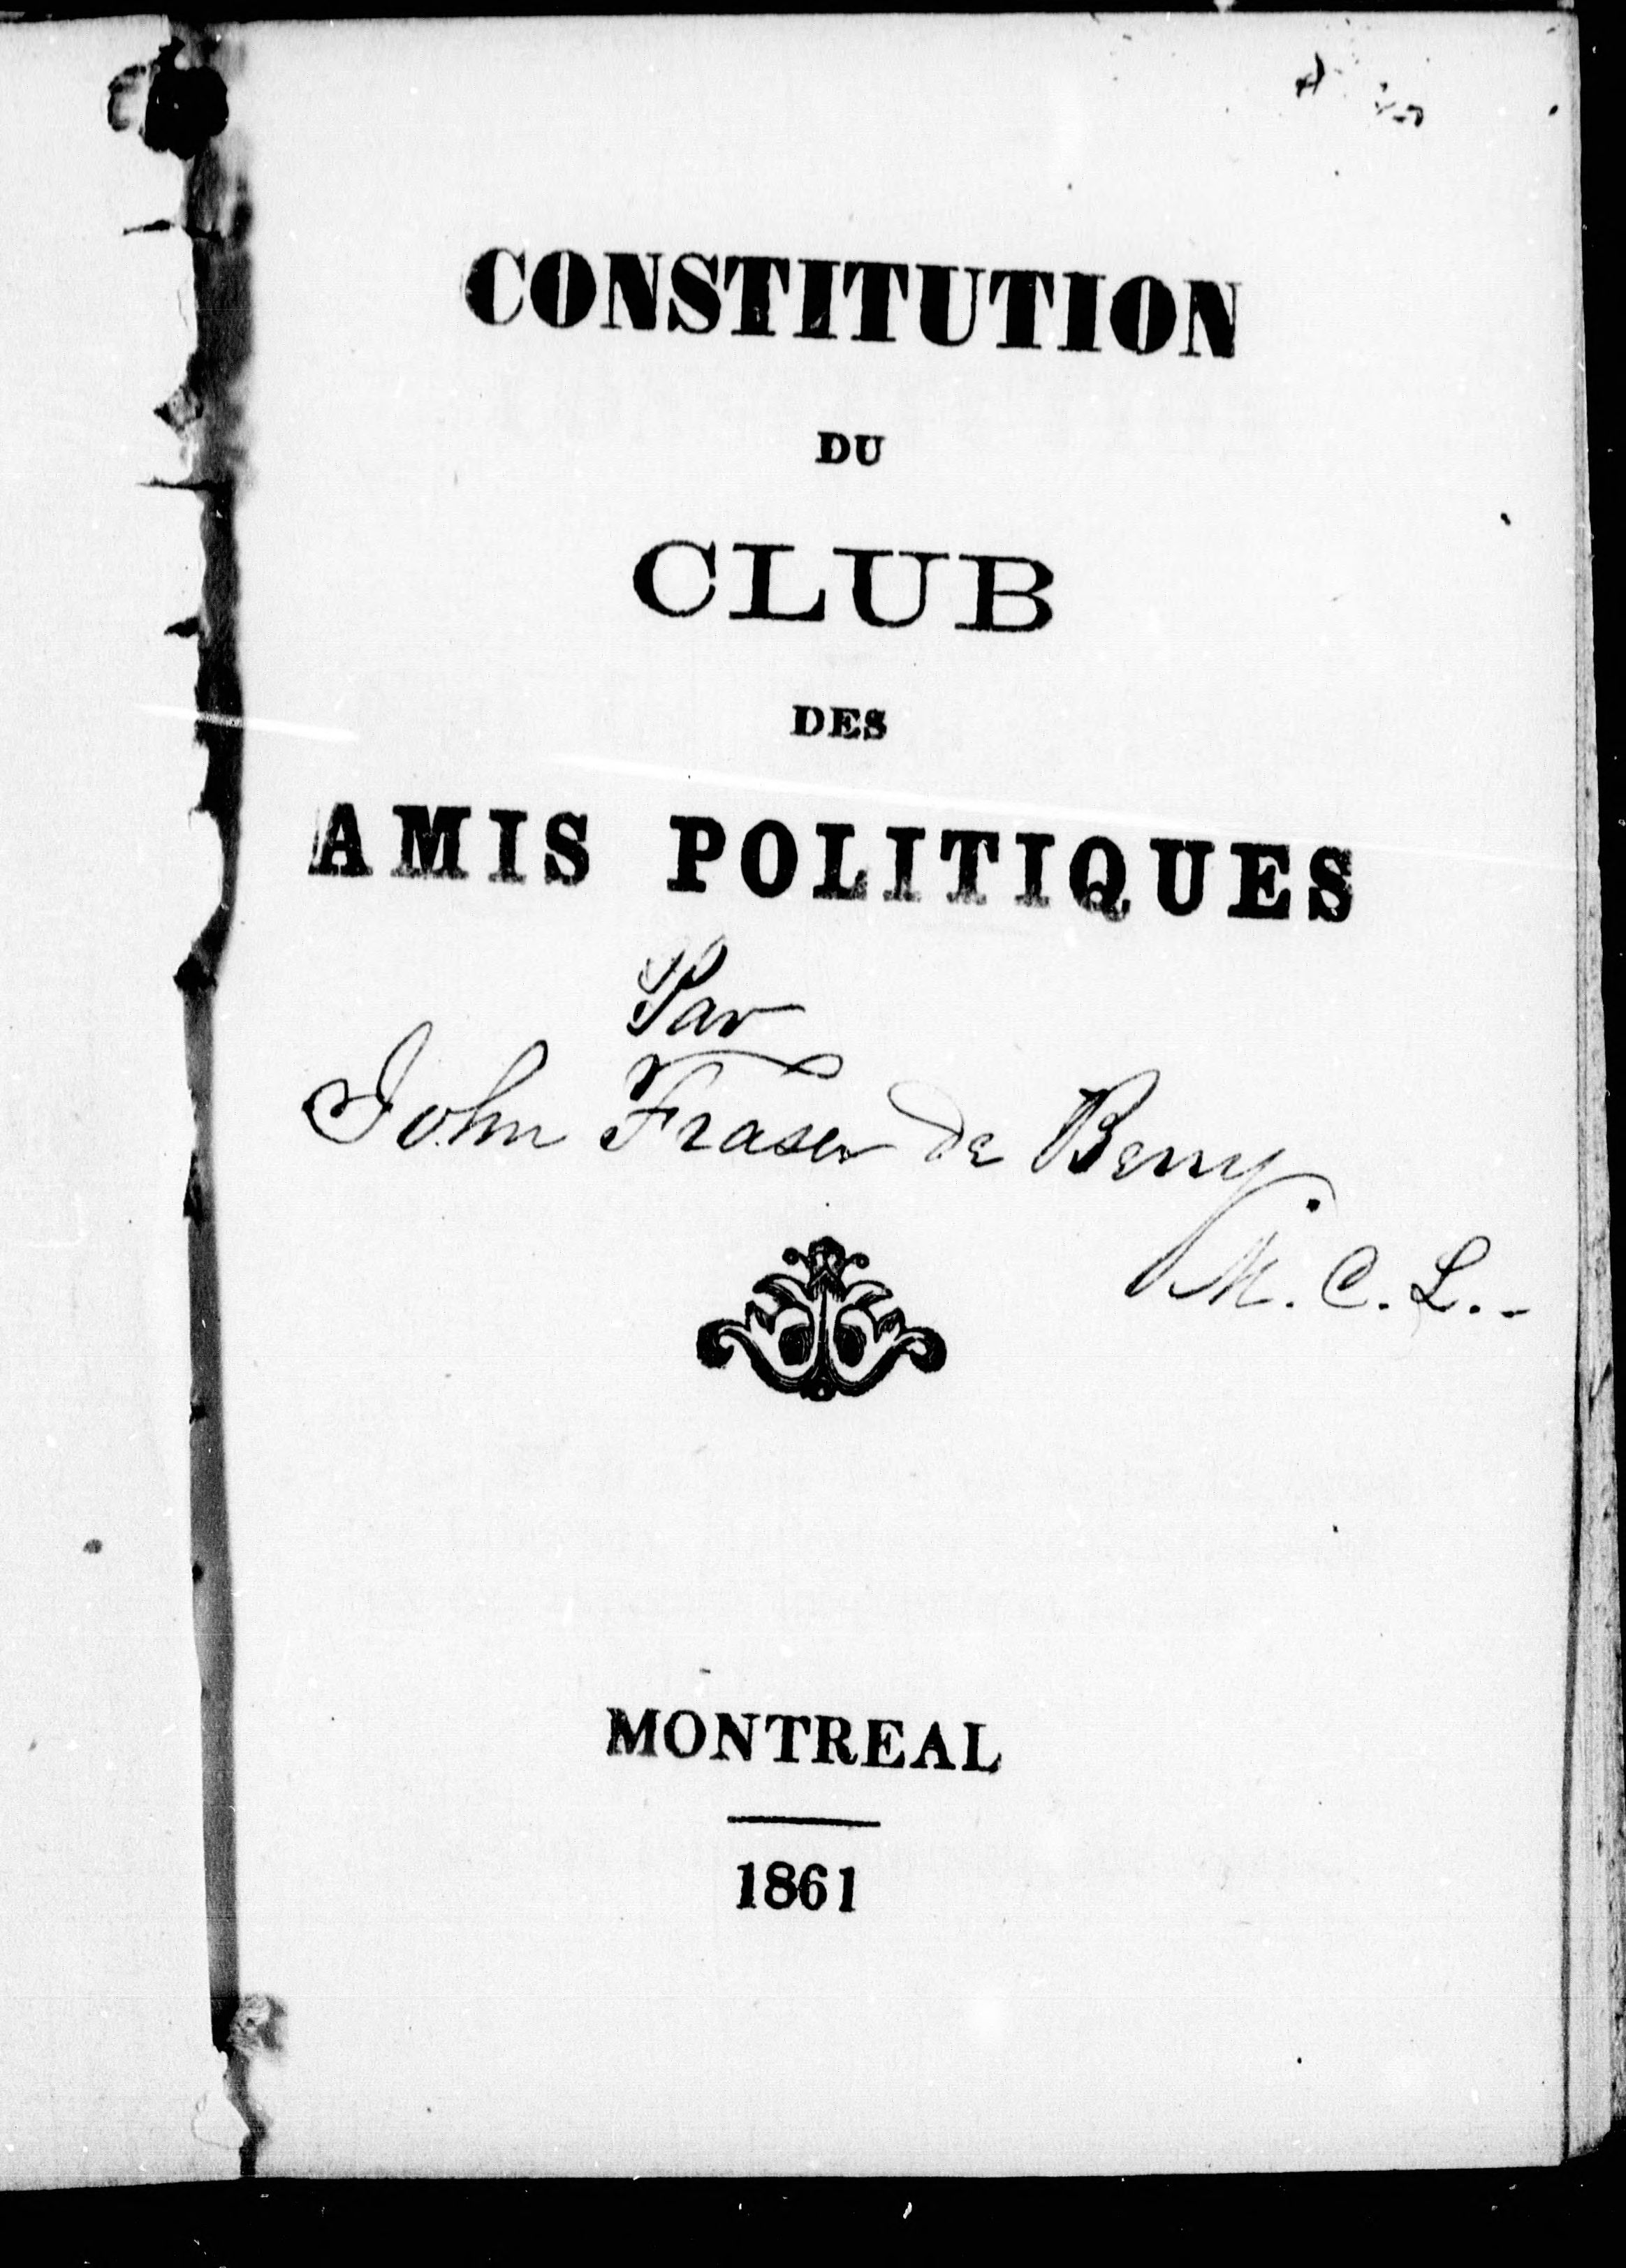 CONSTITUTION
DU
CLUB
DES
AMIS POLITIQUES
Par
John Fraser de Berry.
M. C. L.-
MONTREAL
1861